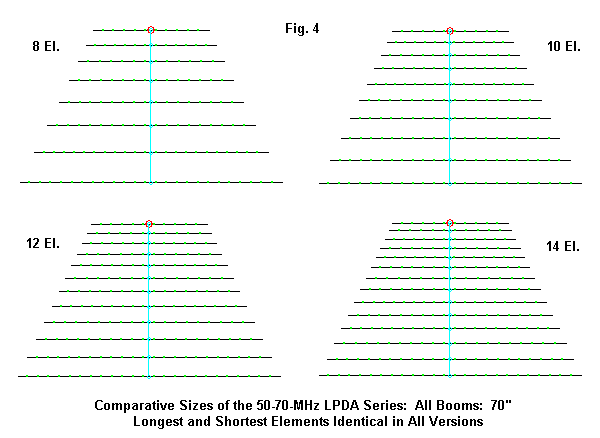 Fig. 4
8 El.
10 El.
12 El.
14 El.
Comparative Sizes of the 50-70-MHz LPDA Series:  All Booms:  70"
Longest and Shortest Elements Identical in All Versions